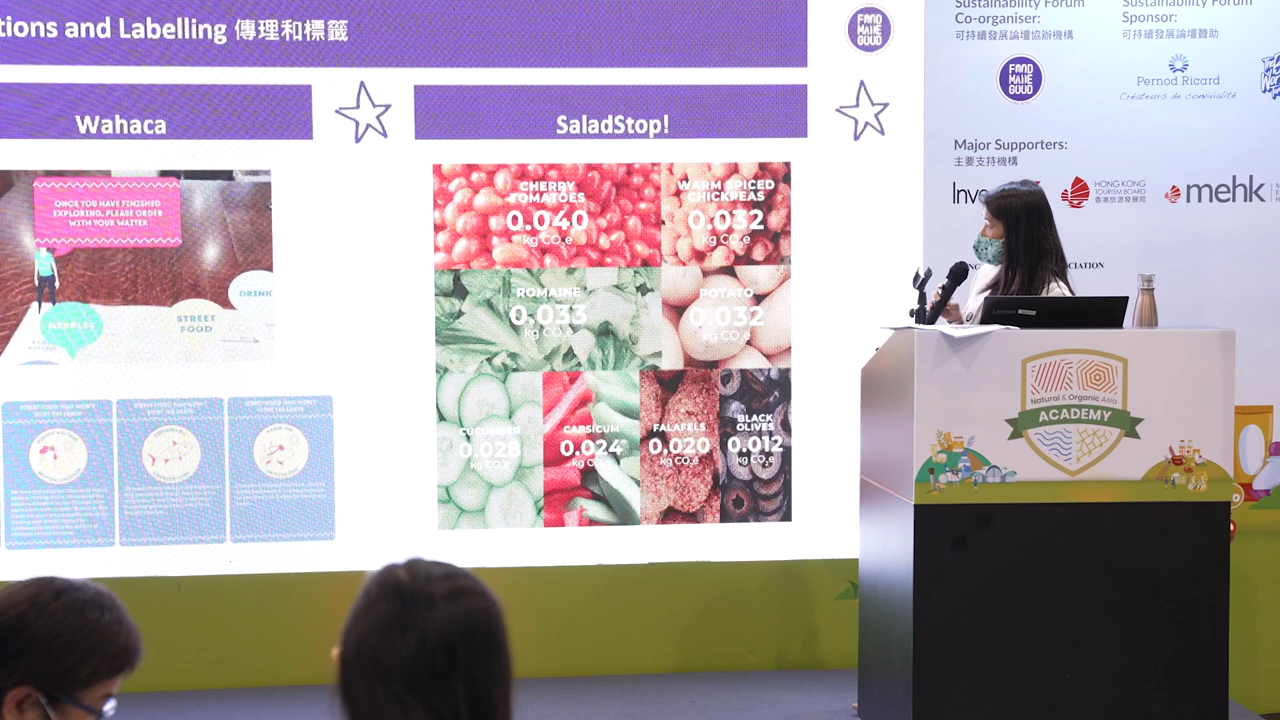 tions and Labelling 傳理和標籤
FOOD
MADE
GOOD
Wahaca
SaladStop!
ONCE YOU HAVE FINISHED
EXPLORING, PLEASE ORDER
WITH YOUR WAITER
NIBBLES
STREET
FOOD
DRINK
CHERRY
TOMATOES
0.040
kg CO₂e
WARM SPICED
CHICKPEAS
0.032
kg CO₂e
ROMAINE
0.033
kg CO₂e
POTATO
0.032
kg CO₂e
CUCUMBER
0.028
kg CO₂e
CAPSICUM
0.024
kg CO₂e
FALAFELS
0.020
kg CO₂e
BLACK
OLIVES
0.012
kg CO₂e
Sustainability Forum
Co-organiser:
可持續發展論壇協辦機構
Sustainability Forum
Sponsor:
可持續發展論壇贊助
FOOD
MADE
GOOD
Pernod Ricard
Créateurs de convivialité
Major Supporters:
主要支持機構
Inve
HONG KONG
TOURISM BOARD
香港旅遊發展局
mehk
Natural & Organic Asia
ACADEMY